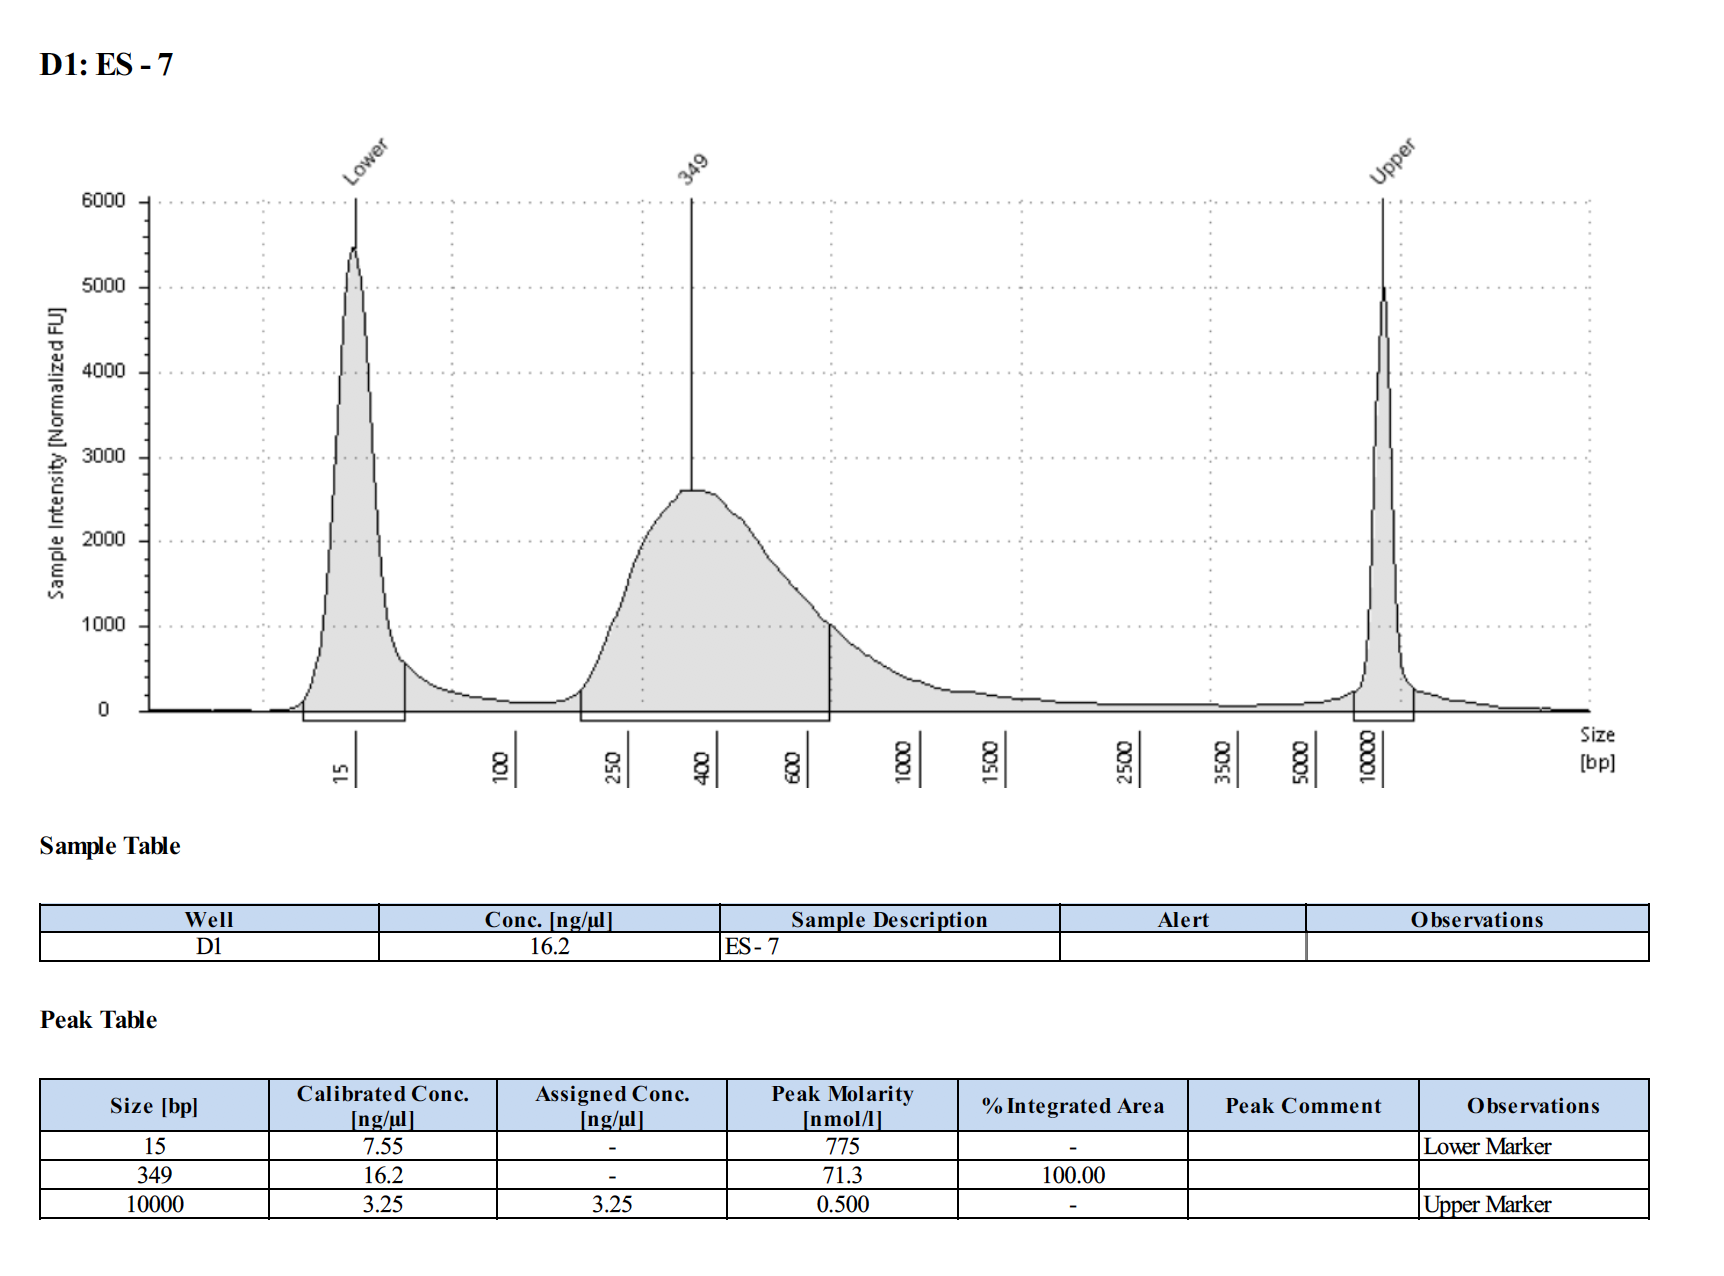 D1: ES - 7
Lower
349
Upper
6000
5000
4000
3000
2000
1000
0
Sample Intensity [Normalized FU]
15
100
250
400
600
1000
1500
2500
3500
5000
10000
Size
[bp]
Sample Table
Well Conc. [ng/µl] Sample Description Alert Observations
D1 16.2 ES - 7
Peak Table
Size [bp] Calibrated Conc. [ng/µl] Assigned Conc. [ng/µl] Peak Molarity [nmol/l] % Integrated Area Peak Comment Observations
15 7.55 - 775 - Lower Marker
349 16.2 - 71.3 100.00
10000 3.25 3.25 0.500 - Upper Marker